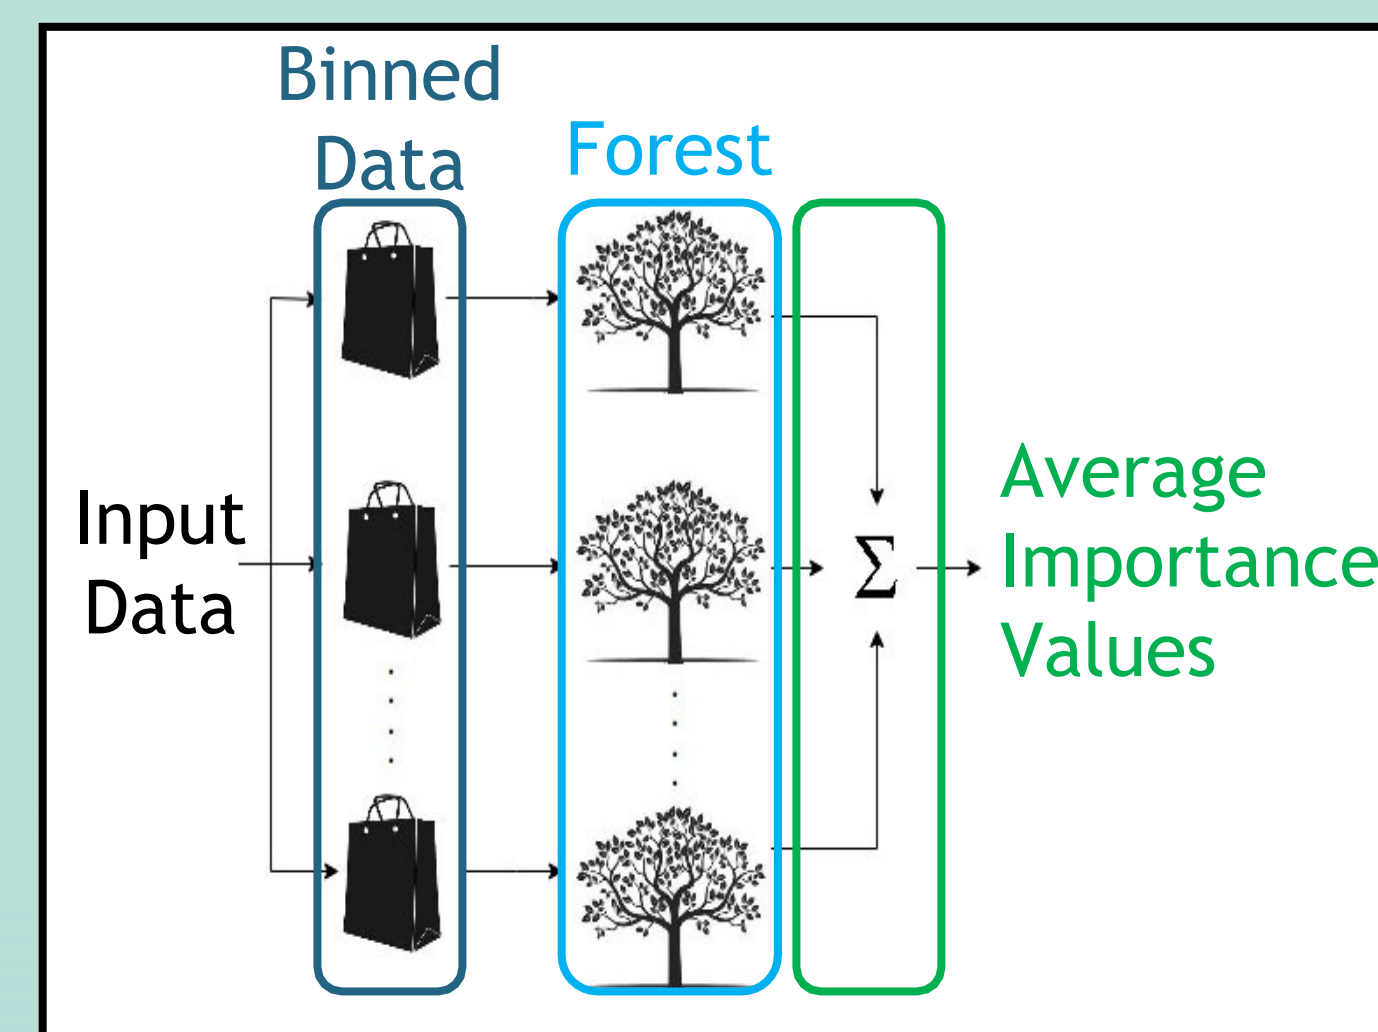 Binned
Data
Forest
Input
Data
Σ
Average
Importance
Values